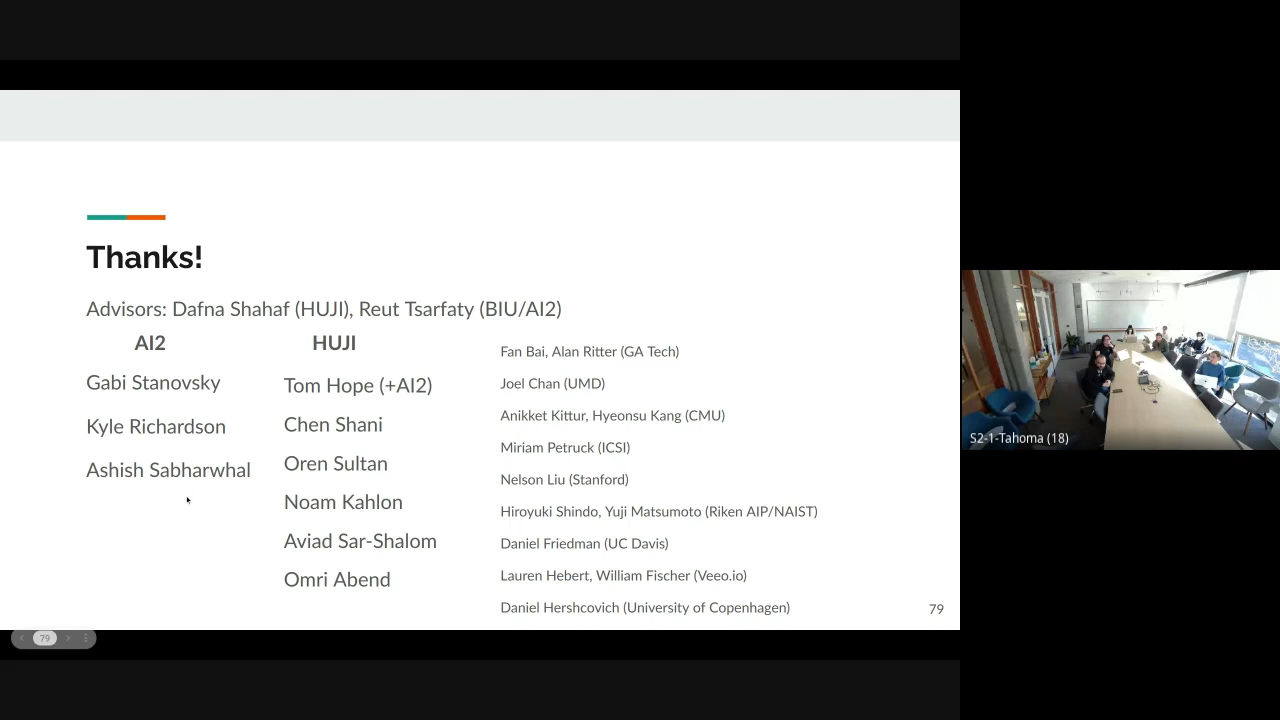 Thanks!
Advisors: Dafna Shahaf (HUJI), Reut Tsarfaty (BIU/AI2)
AI2
Gabi Stanovsky
Kyle Richardson
Ashish Sabharwhal
HUJI
Tom Hope (+AI2)
Chen Shani
Oren Sultan
Noam Kahlon
Aviad Sar-Shalom
Omri Abend
Fan Bai, Alan Ritter (GA Tech)
Joel Chan (UMD)
Anikket Kittur, Hyeonsu Kang (CMU)
Miriam Petruck (ICSI)
Nelson Liu (Stanford)
Hiroyuki Shindo, Yuji Matsumoto (Riken AIP/NAIST)
Daniel Friedman (UC Davis)
Lauren Hebert, William Fischer (Veeo.io)
Daniel Hershcovich (University of Copenhagen)
79
79
S2-1-Tahoma (18)